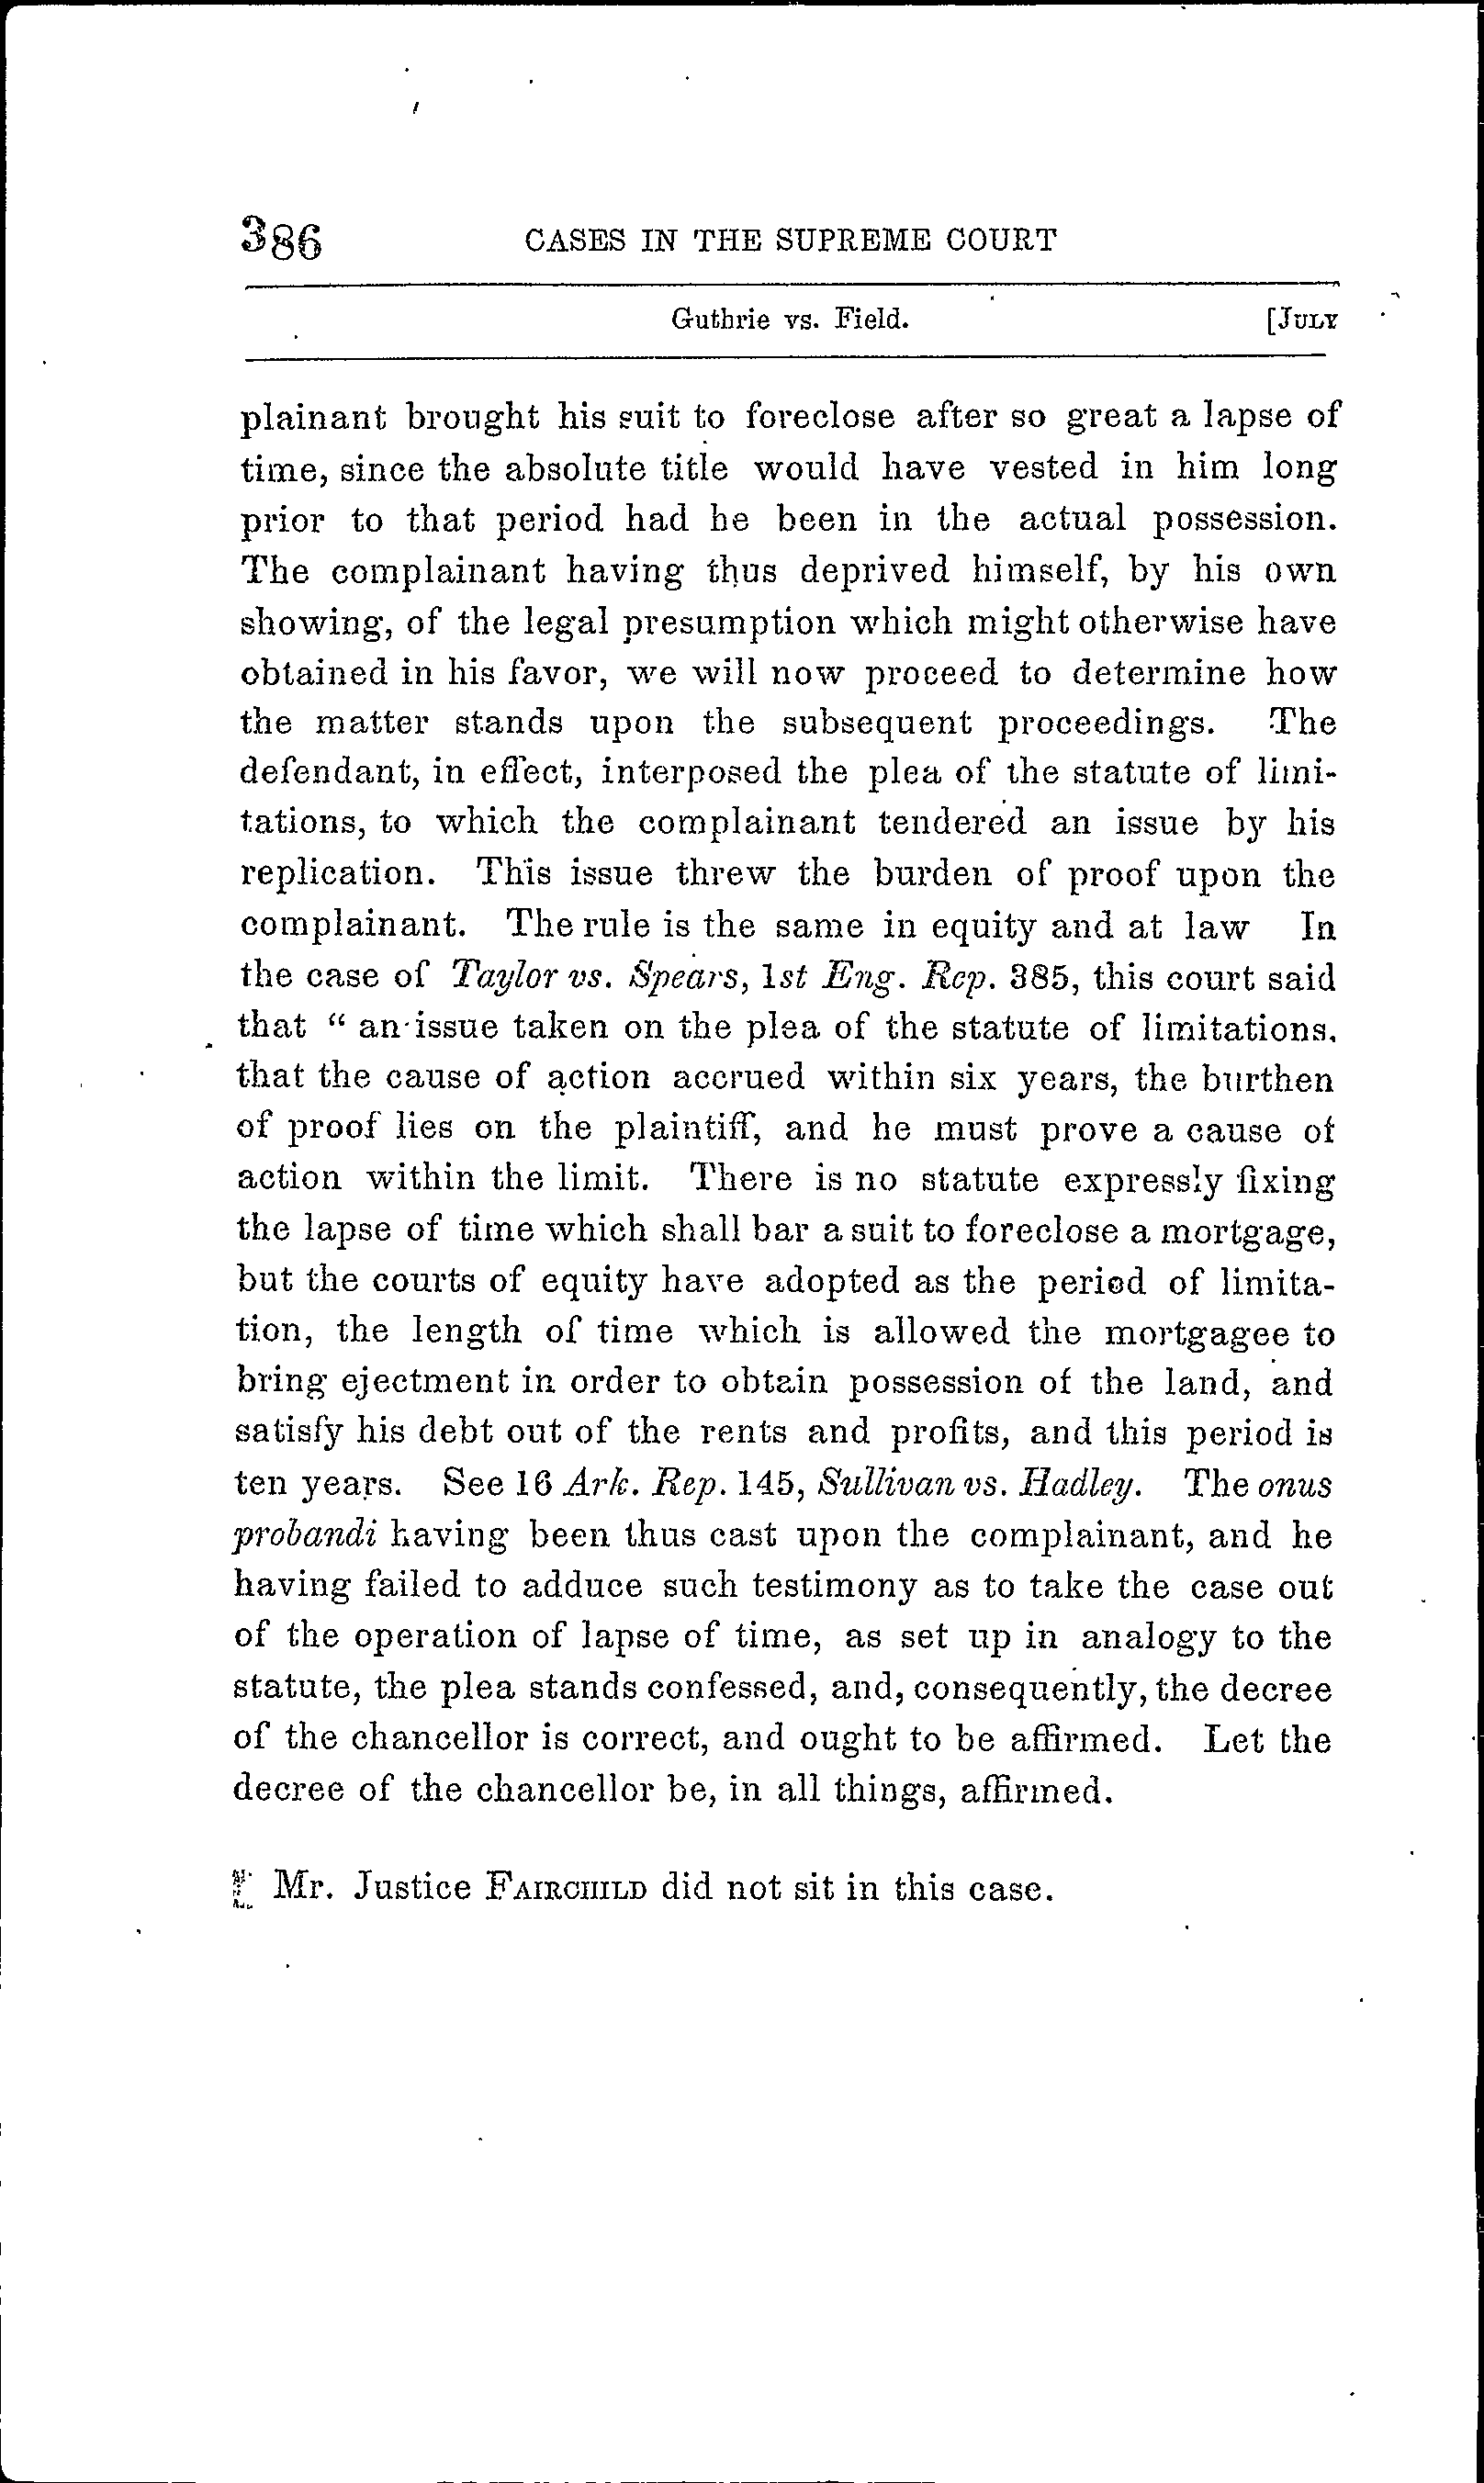 386 CASES IN THE SUPREME COURT
Guthrie vs. Field. [JULY
plainant brought his suit to foreclose after so great a lapse of
time, since the absolute title would have vested in him long
prior to that period had he been in the actual possession.
The complainant having thus deprived himself, by his own
showing, of the legal presumption which might otherwise have
obtained in his favor, we will now proceed to determine how
the matter stands upon the subsequent proceedings. The
defendant, in effect, interposed the plea of the statute of limi-
tations, to which the complainant tendered an issue by his
replication. This issue threw the burden of proof upon the
complainant. The rule is the same in equity and at law In
the case of Taylor vs. Spears, 1st Eng. Rep. 385, this court said
that “ an issue taken on the plea of the statute of limitations.
that the cause of action accrued within six years, the burthen
of proof lies on the plaintiff, and he must prove a cause of
action within the limit. There is no statute expressly fixing
the lapse of time which shall bar a suit to foreclose a mortgage,
but the courts of equity have adopted as the period of limita-
tion, the length of time which is allowed the mortgagee to
bring ejectment in order to obtain possession of the land, and
satisfy his debt out of the rents and profits, and this period is
ten years. See 16 Ark. Rep. 145, Sullivan vs. Hadley. The onus
probandi having been thus cast upon the complainant, and he
having failed to adduce such testimony as to take the case out
of the operation of lapse of time, as set up in analogy to the
statute, the plea stands confessed, and, consequently, the decree
of the chancellor is correct, and ought to be affirmed. Let the
decree of the chancellor be, in all things, affirmed.
Mr. Justice FAIRCHILD did not sit in this case.